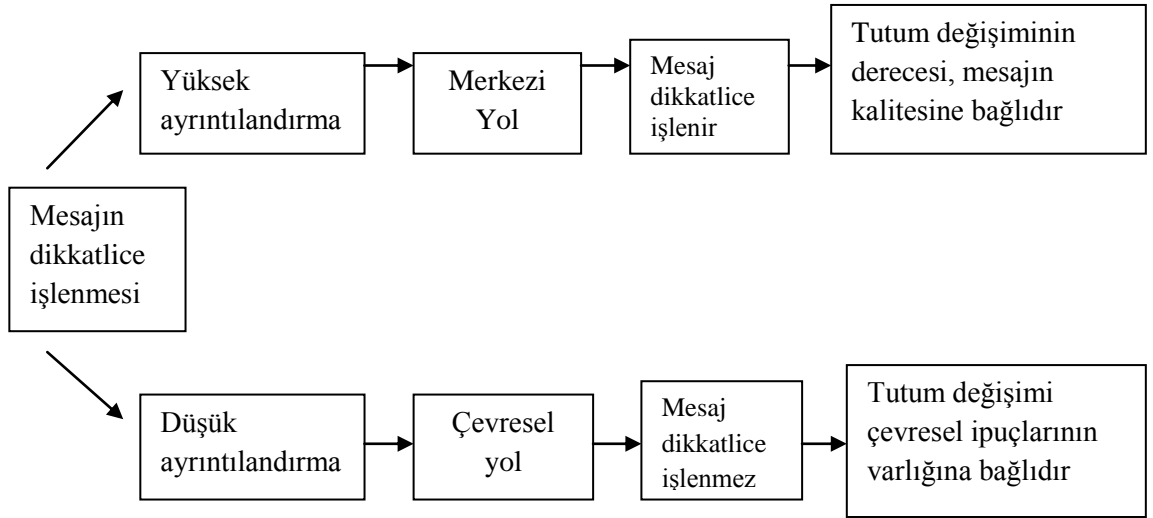 Yüksek
ayrıntılandırma
Merkezi
Yol
Mesaj
dikkatlice
işlenir
Tutum değişiminin
derecesi, mesajın
kalitesine bağlıdır
Mesajın
dikkatlice
işlenmesi
Düşük
ayrıntılandırma
Çevresel
yol
Mesaj
dikkatlice
işlenmez
Tutum değişimi
çevresel ipuçlarının
varlığına bağlıdır